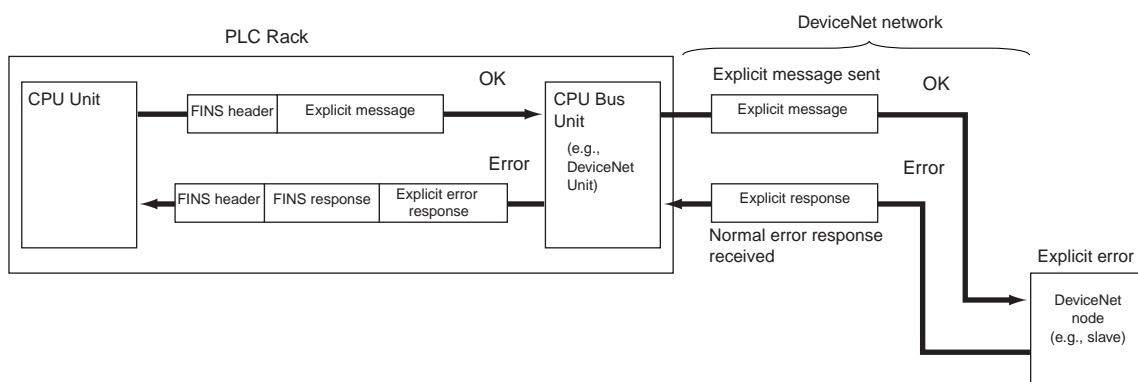 DeviceNet network
PLC Rack
Explicit message sent
OK
OK
CPU Unit
FINS header
Explicit message
CPU Bus
Unit
(e.g.,
DeviceNet
Unit)
Explicit message
Error
Error
FINS header
FINS response
Explicit error
response
Explicit response
Normal error response
received
Explicit error
DeviceNet
node
(e.g., slave)